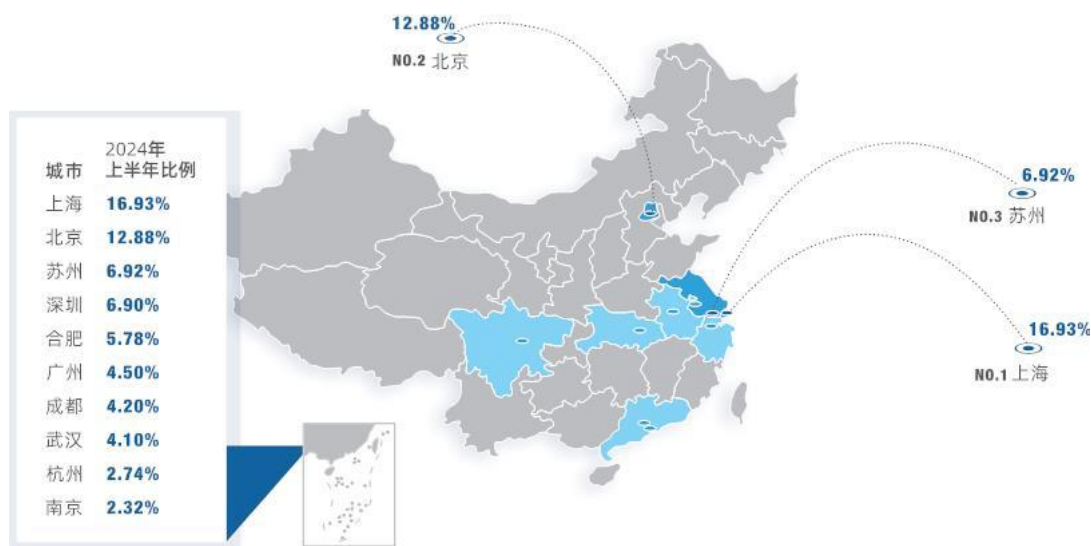 12.88%
NO.2 北京
6.92%
NO.3 苏州
16.93%
NO.1 上海
城市 2024年
上半年比例
上海 16.93%
北京 12.88%
苏州 6.92%
深圳 6.90%
合肥 5.78%
广州 4.50%
成都 4.20%
武汉 4.10%
杭州 2.74%
南京 2.32%